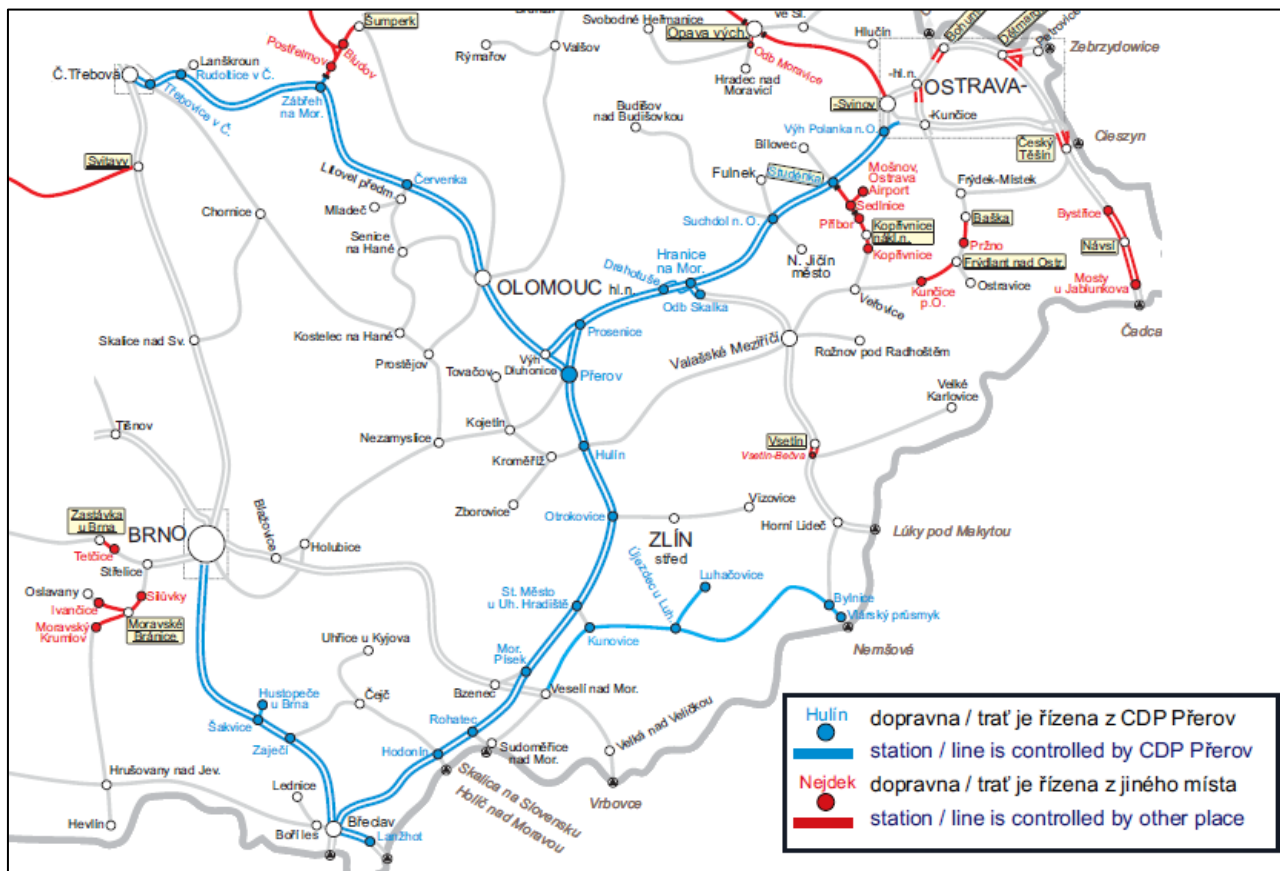 Šumperk
Postřelmov
Bludov
Rýmařov
Valšov
Svobodné Heřmanice
Opava vých.
ve Sl.
Odb Moravice
Hlučín
Hradec nad
Moravicí
Petrovice
Zebrzydowice
-hl.n.
OSTRAVA-
-Svinov
-Kunčice
Výh Polanka n.O.
Český
Těšín
Cieszyn
Č.Třebová
Třebovice v Č.
Lanškroun
Rudoltice v Č.
Zábřeh
na Mor.
Budišov
nad Budišovkou
Bílovec
Studénka
Fulnek
Mošnov,
Ostrava
Airport
Sedlnice
Příbor
Kopřivnice
nákl.n.
Kopřivnice
Suchdol n. O.
N. Jičín
město
Frýdek-Místek
Baška
Pržno
Frýdlant nad Ostr.
Ostravice
Kunčice
p.O.
Bystřice
Návsí
Mosty
u Jablunkova
Čadca
Svitavy
Chornice
Litovel předm.
Mladeč
Červenka
Senice
na Hané
OLOMOUC hl.n.
Drahotuše
Hranice
na Mor.
Odb Skalka
Veřovice
Skalice nad Sv.
Kostelec na Hané
Prostějov
Prosenice
Výh
Dluhonice
Přerov
Tovačov
Valašské Meziříčí
Rožnov pod Radhoštěm
Velké
Karlovice
Tišnov
Nezamyslice
Kojetín
Kroměříž
Hulín
Zborovice
Vsetín
Vsetín-Bečva
Zastávka
u Brna
Tetčice
BRNO
Blažovice
Holubice
Střelice
Otrokovice
ZLÍN
střed
Vizovice
Horní Lideč
Lúky pod Makytou
Oslavany
Ivančice
Moravský
Krumlov
Silůvky
Moravské
Bránice
St. Město
u Uh. Hradiště
Újezdec u Luh.
Luhačovice
Bylnice
Vlárský průsmyk
Nemšová
Kunovice
Uhřice u Kyjova
Mor.
Písek
Bzenec
Veselí nad Mor.
Čejč
Hustopeče
u Brna
Šakvice
Zaječí
Rohatec
Hodonín
Sudoměřice
nad Mor.
Velká nad Veličkou
Vrbovce
Skalica na Slovensku
Holíč nad Moravou
Hrušovany nad Jev.
Hevlín
Lednice
Boří les
Břeclav
Lanžhot
Hulín
dopravna / trať je řízena z CDP Přerov
station / line is controlled by CDP Přerov
Nejdek
dopravna / trať je řízena z jiného místa
station / line is controlled by other place